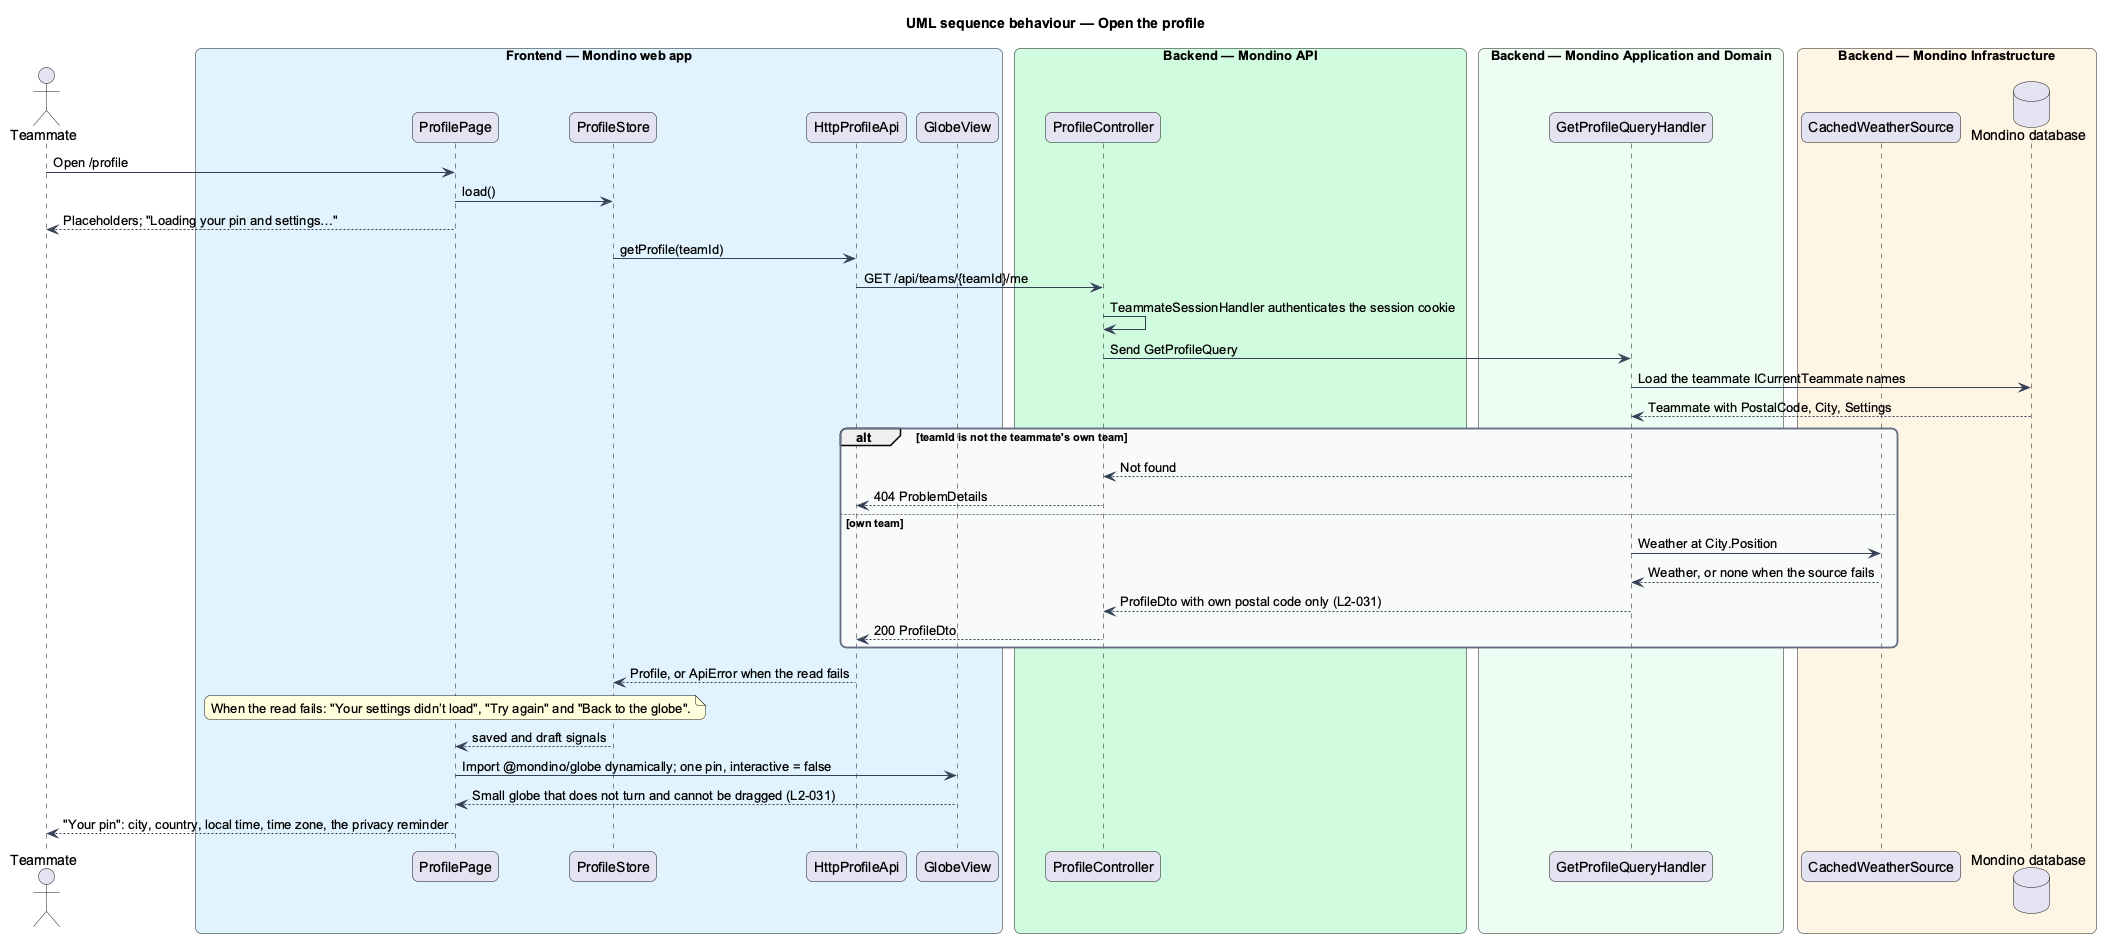 UML sequence behaviour — Open the profile
Frontend — Mondino web app
Backend — Mondino API
Backend — Mondino Application and Domain
Backend — Mondino Infrastructure
Teammate
ProfilePage
ProfileStore
HttpProfileApi
GlobeView
ProfileController
GetProfileQueryHandler
CachedWeatherSource
Mondino database
Open /profile
load()
Placeholders; "Loading your pin and settings…"
getProfile(teamId)
GET /api/teams/{teamId}/me
TeammateSessionHandler authenticates the session cookie
Send GetProfileQuery
Load the teammate ICurrentTeammate names
Teammate with PostalCode, City, Settings
alt
[teamId is not the teammate's own team]
Not found
404 ProblemDetails
[own team]
Weather at City.Position
Weather, or none when the source fails
ProfileDto with own postal code only (L2-031)
200 ProfileDto
Profile, or ApiError when the read fails
When the read fails: "Your settings didn’t load", "Try again" and "Back to the globe".
saved and draft signals
Import @mondino/globe dynamically; one pin, interactive = false
Small globe that does not turn and cannot be dragged (L2-031)
"Your pin": city, country, local time, time zone, the privacy reminder
Teammate
ProfilePage
ProfileStore
HttpProfileApi
GlobeView
ProfileController
GetProfileQueryHandler
CachedWeatherSource
Mondino database